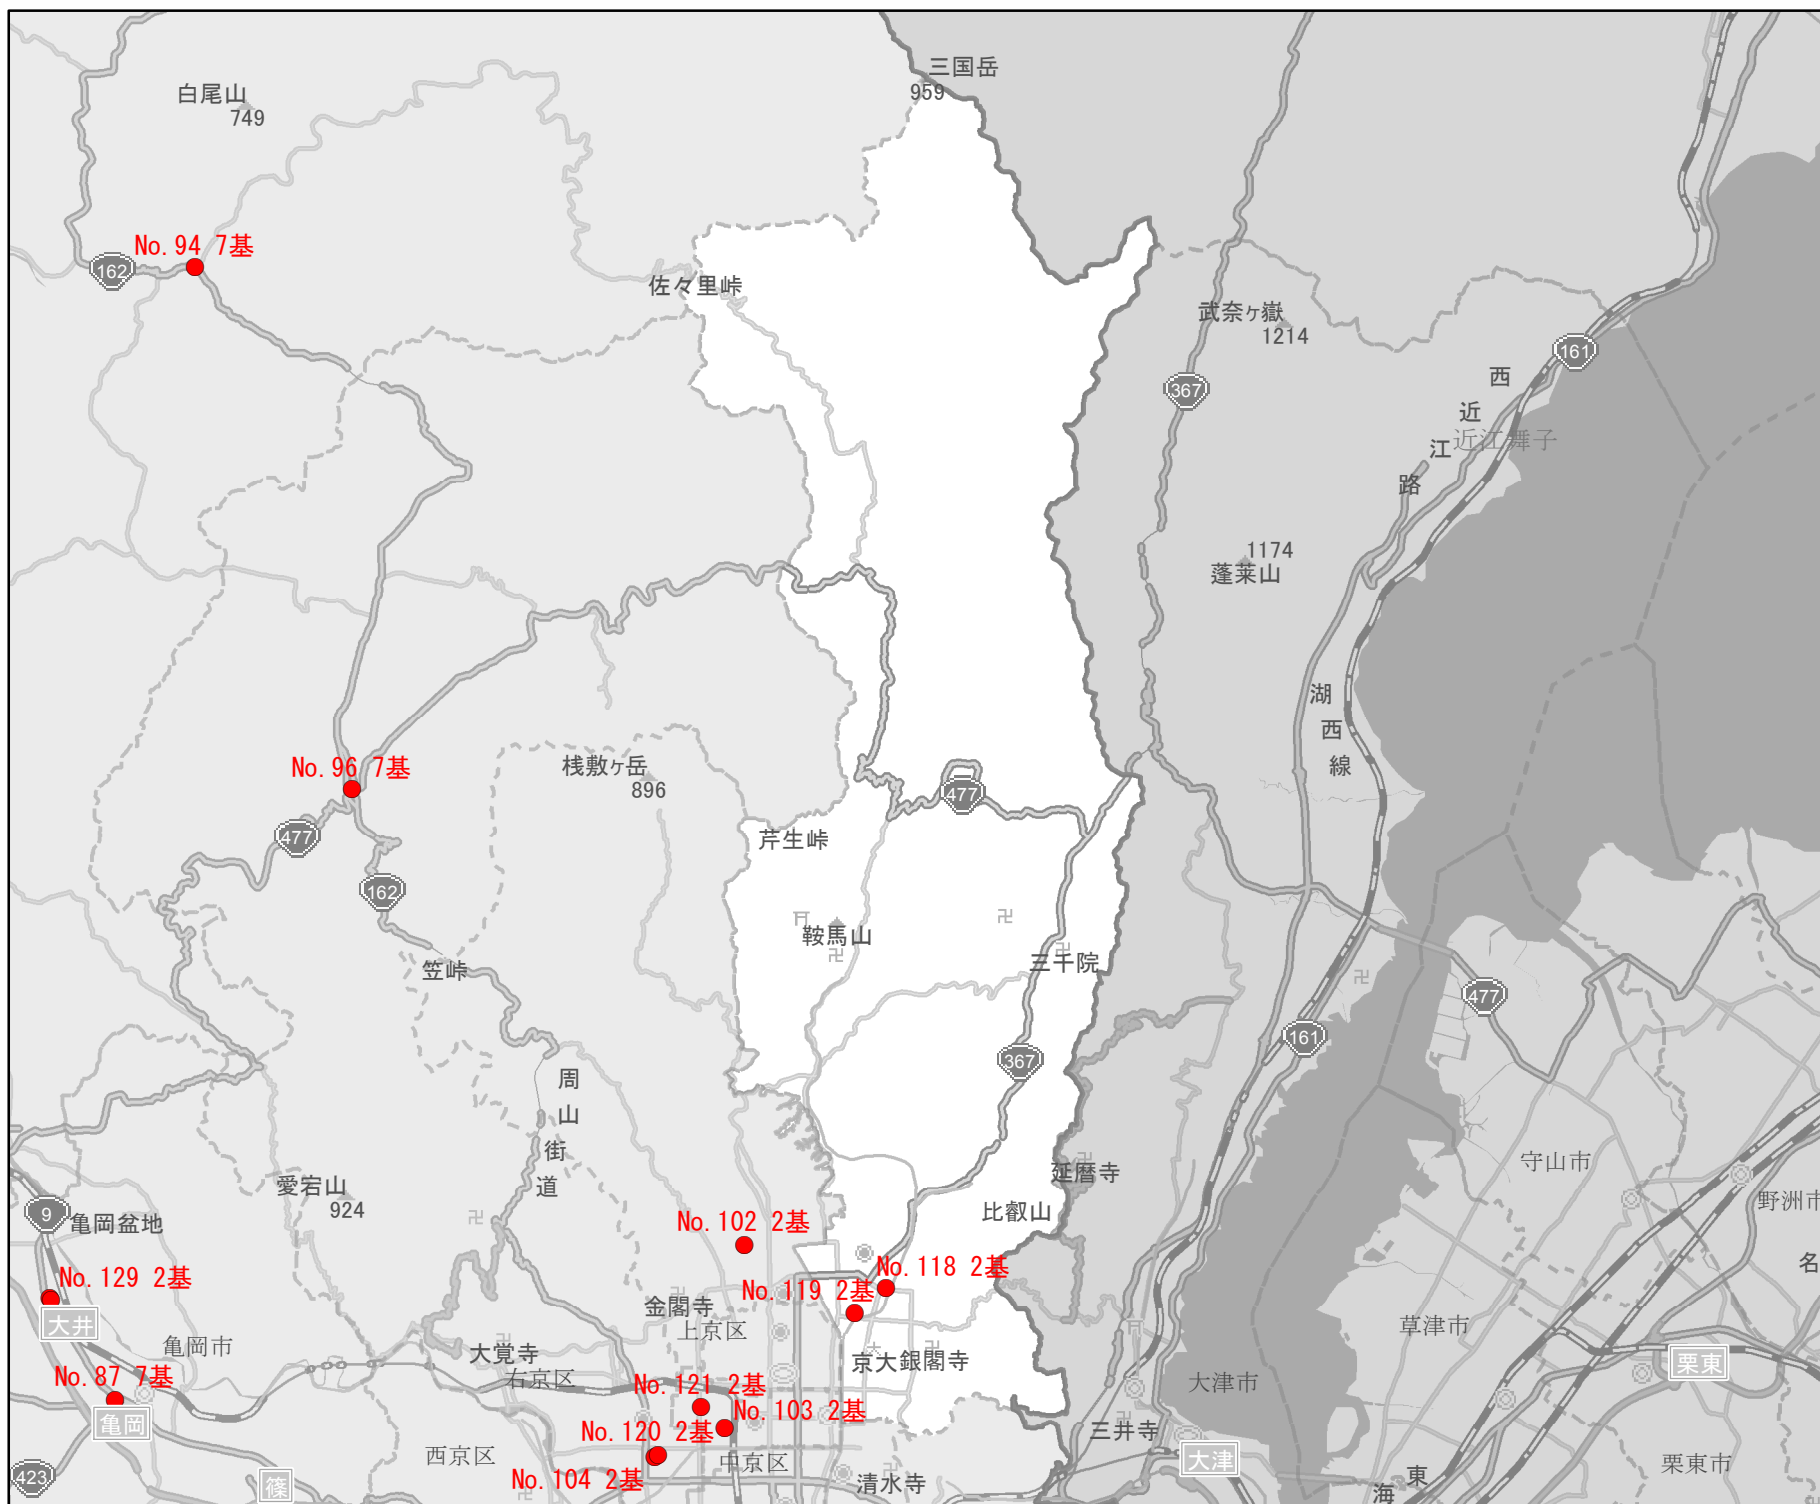 三国岳
959
白尾山
749
No.94 7基
162
佐々里峠
武奈ヶ嶽
1214
161
367
西近江路
近江舞子
1174
蓬莱山
湖西線
No.96 7基
桟敷ヶ岳
896
477
477
芹生峠
162
鞍馬山
三千院
笠峠
477
161
367
周山街道
延暦寺
守山市
愛宕山
924
野洲市
9
亀岡盆地
比叡山
No.102 2基
名
No.129 2基
No.118 2基
No.119 2基
大井
金閣寺
上京区
草津市
亀岡市
大覚寺
京大
銀閣寺
栗東
右京区
大津市
No.87 7基
No.121 2基
亀岡
No.103 2基
No.120 2基
三井寺
西京区
中京区
大津
栗東市
423
No.104 2基
篠
清水寺
東海